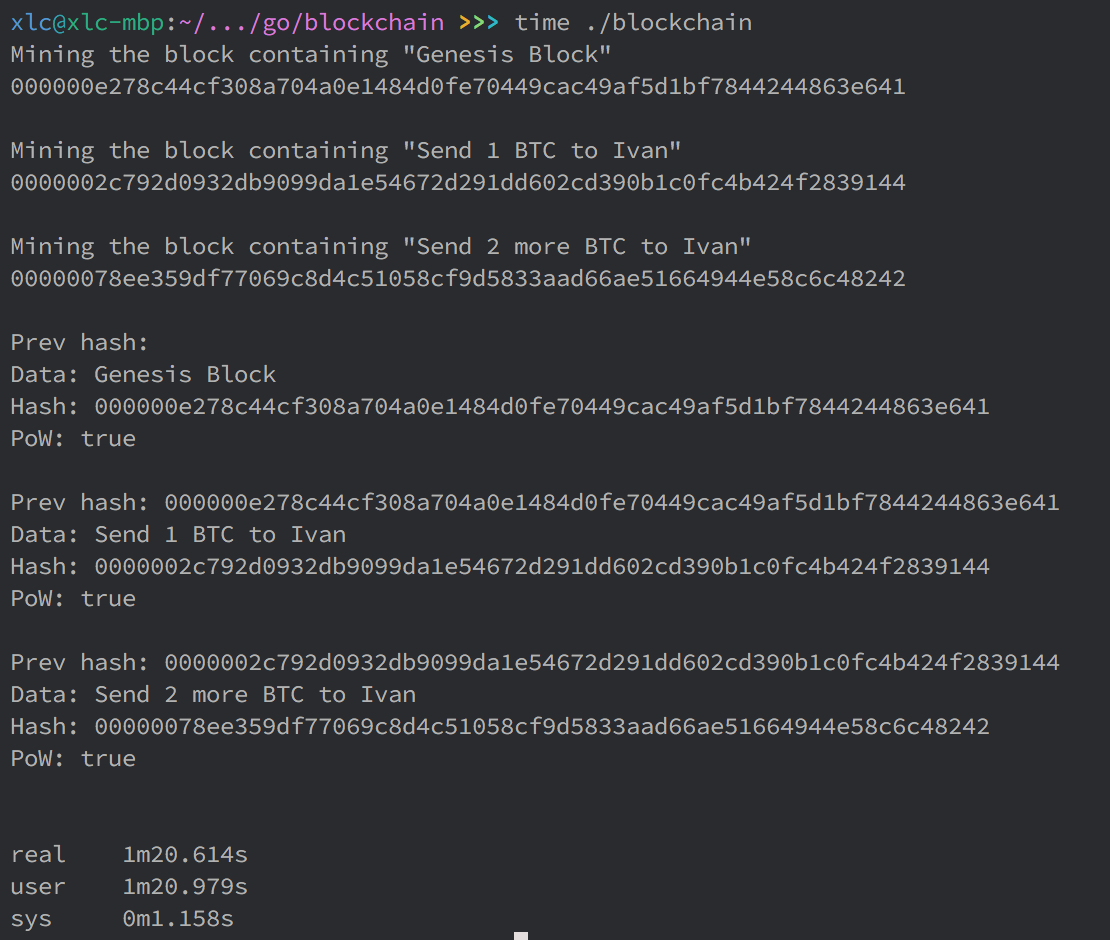 xlc@xlc-mbp:~/.../go/blockchain >>> time ./blockchain
Mining the block containing "Genesis Block"
000000e278c44cf308a704a0e1484d0fe70449cac49af5d1bf7844244863e641
Mining the block containing "Send 1 BTC to Ivan"
0000002c792d0932db9099da1e54672d291dd602cd390b1c0fc4b424f2839144
Mining the block containing "Send 2 more BTC to Ivan"
00000078ee359df77069c8d4c51058cf9d5833aad66ae51664944e58c6c48242
Prev hash:
Data: Genesis Block
Hash: 000000e278c44cf308a704a0e1484d0fe70449cac49af5d1bf7844244863e641
PoW: true
Prev hash: 000000e278c44cf308a704a0e1484d0fe70449cac49af5d1bf7844244863e641
Data: Send 1 BTC to Ivan
Hash: 0000002c792d0932db9099da1e54672d291dd602cd390b1c0fc4b424f2839144
PoW: true
Prev hash: 0000002c792d0932db9099da1e54672d291dd602cd390b1c0fc4b424f2839144
Data: Send 2 more BTC to Ivan
Hash: 00000078ee359df77069c8d4c51058cf9d5833aad66ae51664944e58c6c48242
PoW: true
real    1m20.614s
user    1m20.979s
sys    0m1.158s